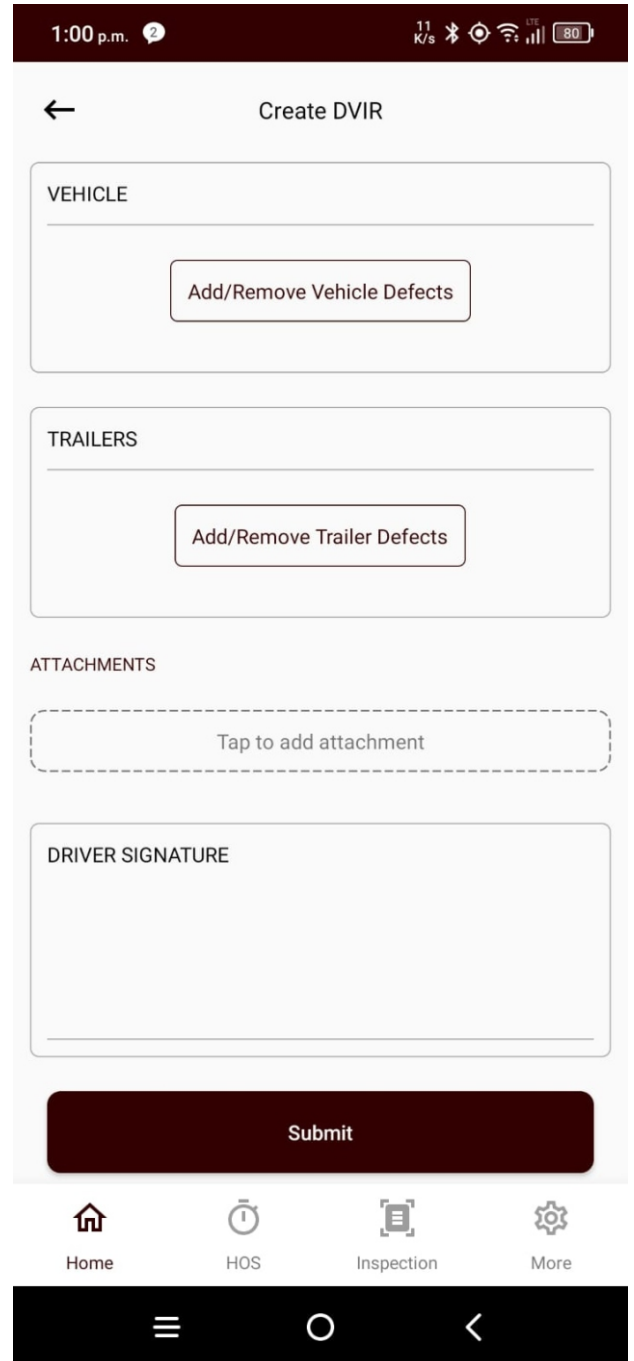 1:00 p.m. 2 11 K/s LTE 80
Create DVIR
VEHICLE
Add/Remove Vehicle Defects
TRAILERS
Add/Remove Trailer Defects
ATTACHMENTS
Tap to add attachment
DRIVER SIGNATURE
Submit
Home HOS Inspection More